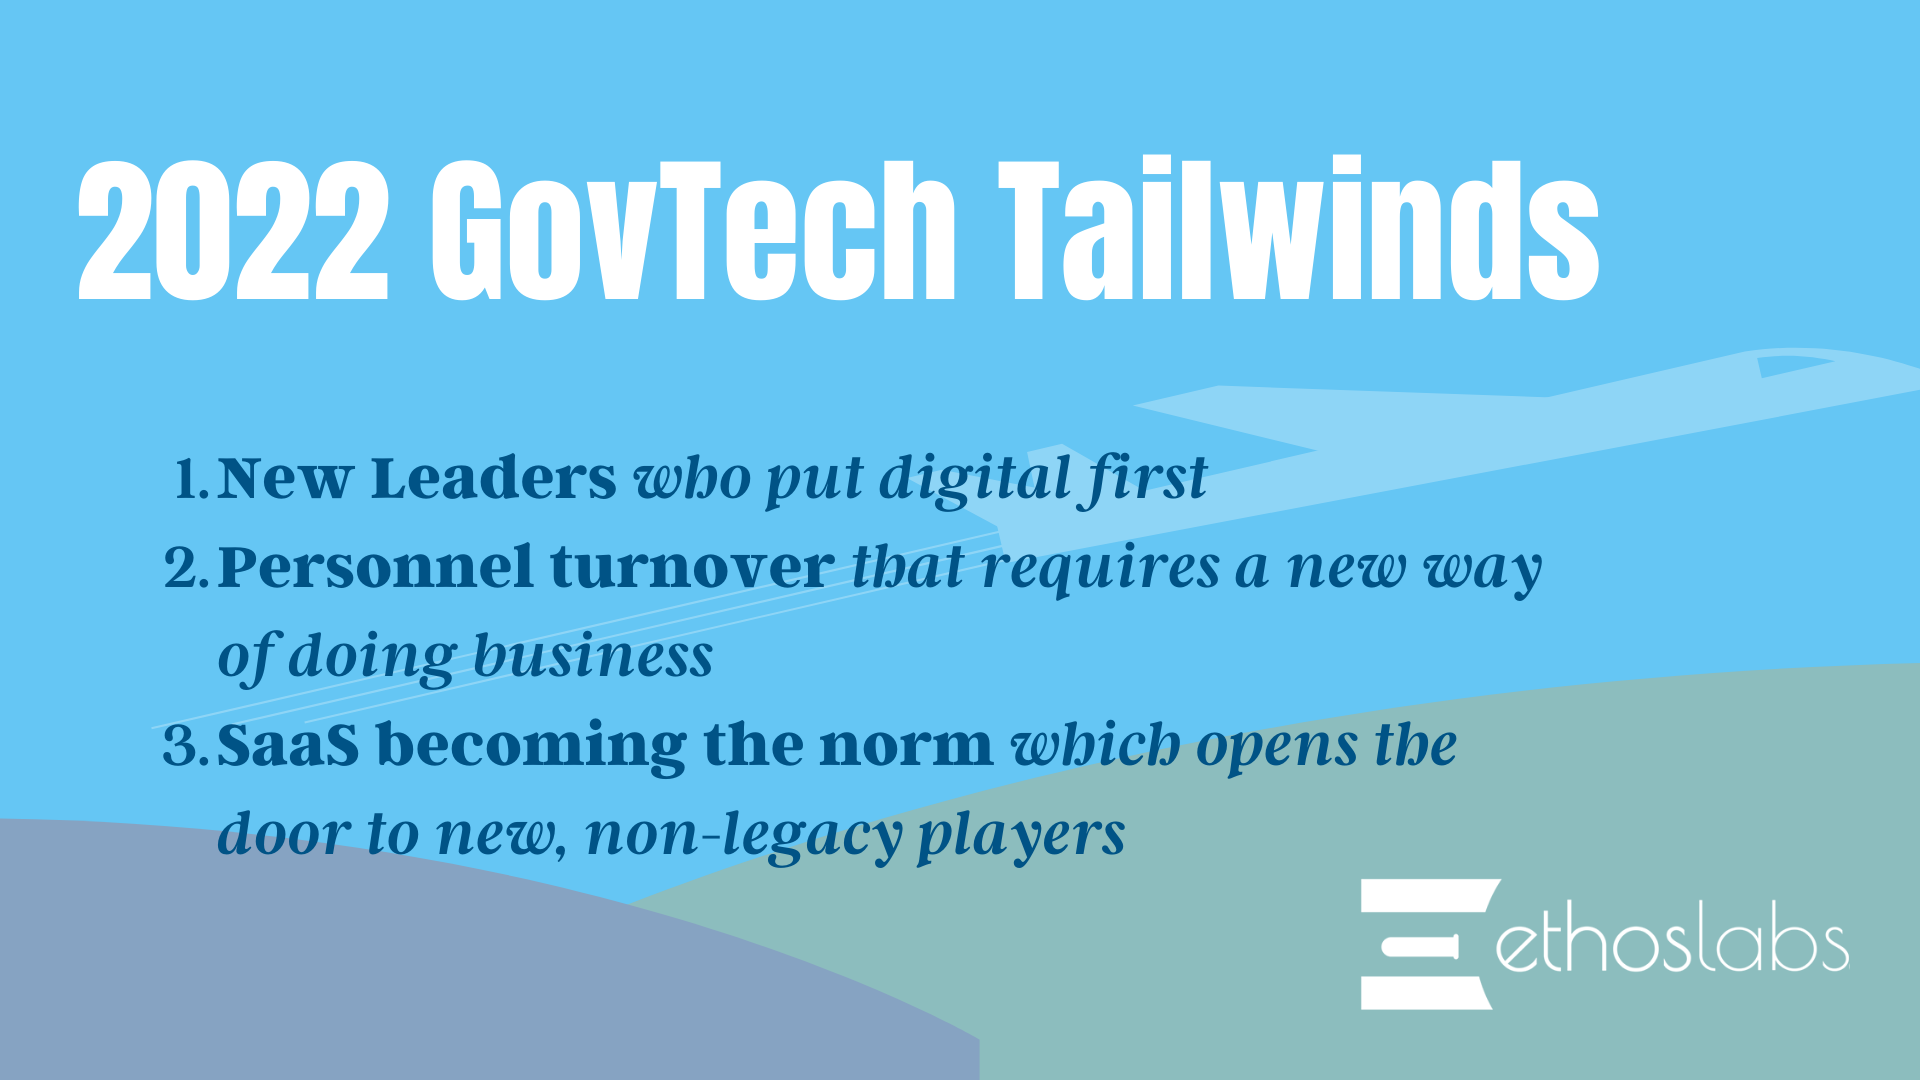 2022 GovTech Tailwinds
1. New Leaders who put digital first
2. Personnel turnover that requires a new way
of doing business
3. SaaS becoming the norm which opens the
door to new, non-legacy players
ethoslabs